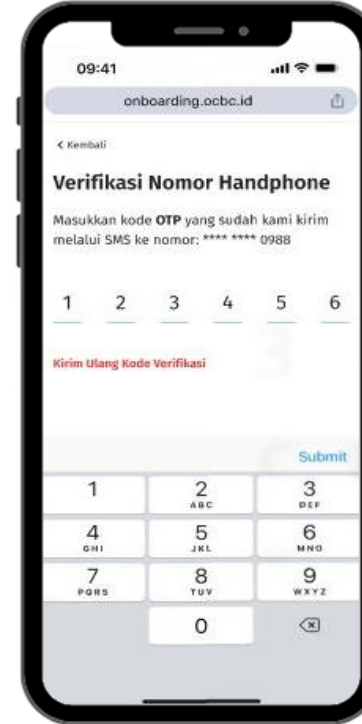 09:41
onboarding.ocbc.id
< Kembali
Verifikasi Nomor Handphone
Masukkan kode OTP yang sudah kami kirim
melalui SMS ke nomor: **** **** 0988
1 2 3 4 5 6
Kirim Ulang Kode Verifikasi
Submit
1 2 3
ABC DEF
4 5 6
GHI JKL MNO
7 8 9
PQRS TUV WXYZ
0